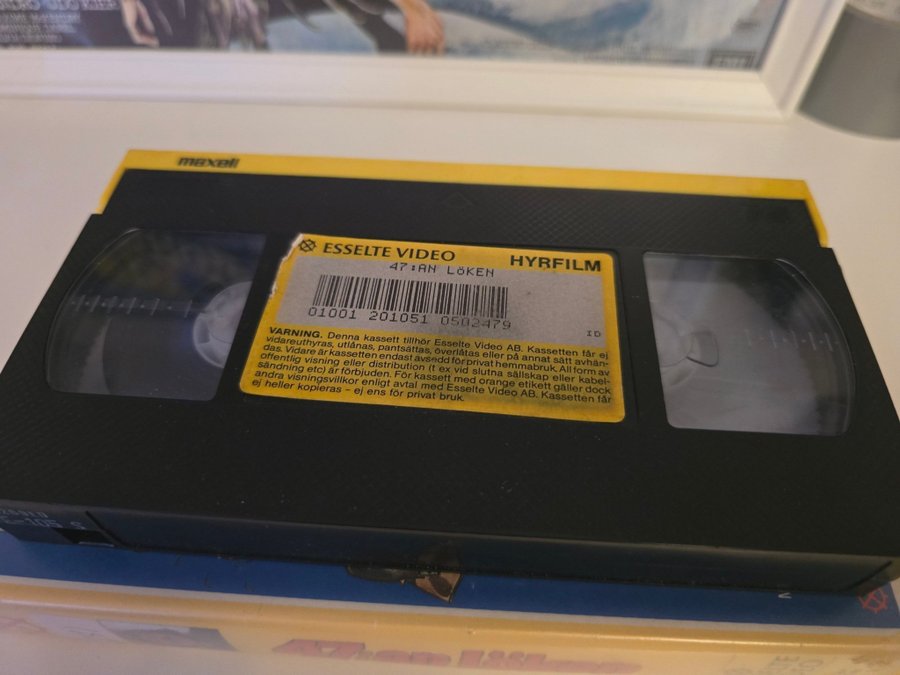 maxell
ESSELTE VIDEO HYRFILM
47:AN LöKEN
01001 201051 0502479
ID
VARNING. Denna kassett tillhör Esselte Video AB. Kassetten får ej
vidareuthyras, utlånas, pantsättas, överlåtas eller på annat sätt avhän-
das. Vidare är kassetten endast avsedd för privat hemmabruk. All form av
offentlig visning eller distribution (t ex vid slutna sällskap eller kabel-
sändning etc) är förbjuden. För kassett med orange etikett gäller dock
andra visningsvillkor enligt avtal med Esselte Video AB. Kassetten får
ej heller kopieras – ej ens för privat bruk.
47:an Löken